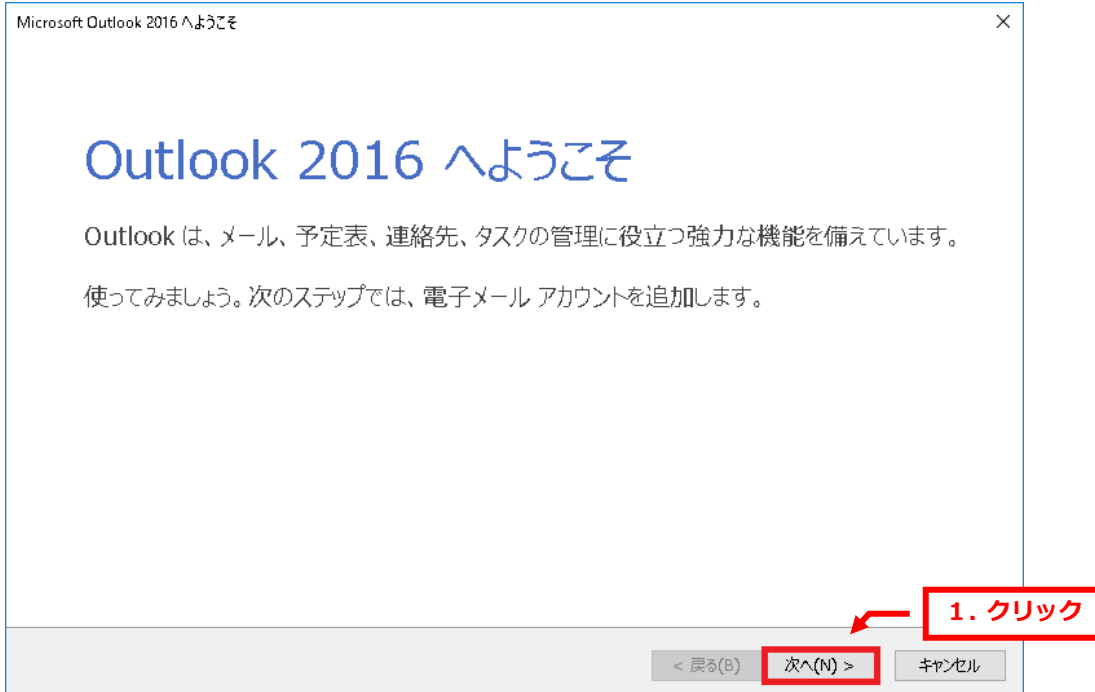 Microsoft Outlook 2016 へようこそ
Outlook 2016 へようこそ
Outlook は、メール、予定表、連絡先、タスクの管理に役立つ強力な機能を備えています。
使ってみましょう。次のステップでは、電子メール アカウントを追加します。
1. クリック
< 戻る(B)
次へ(N) >
キャンセル